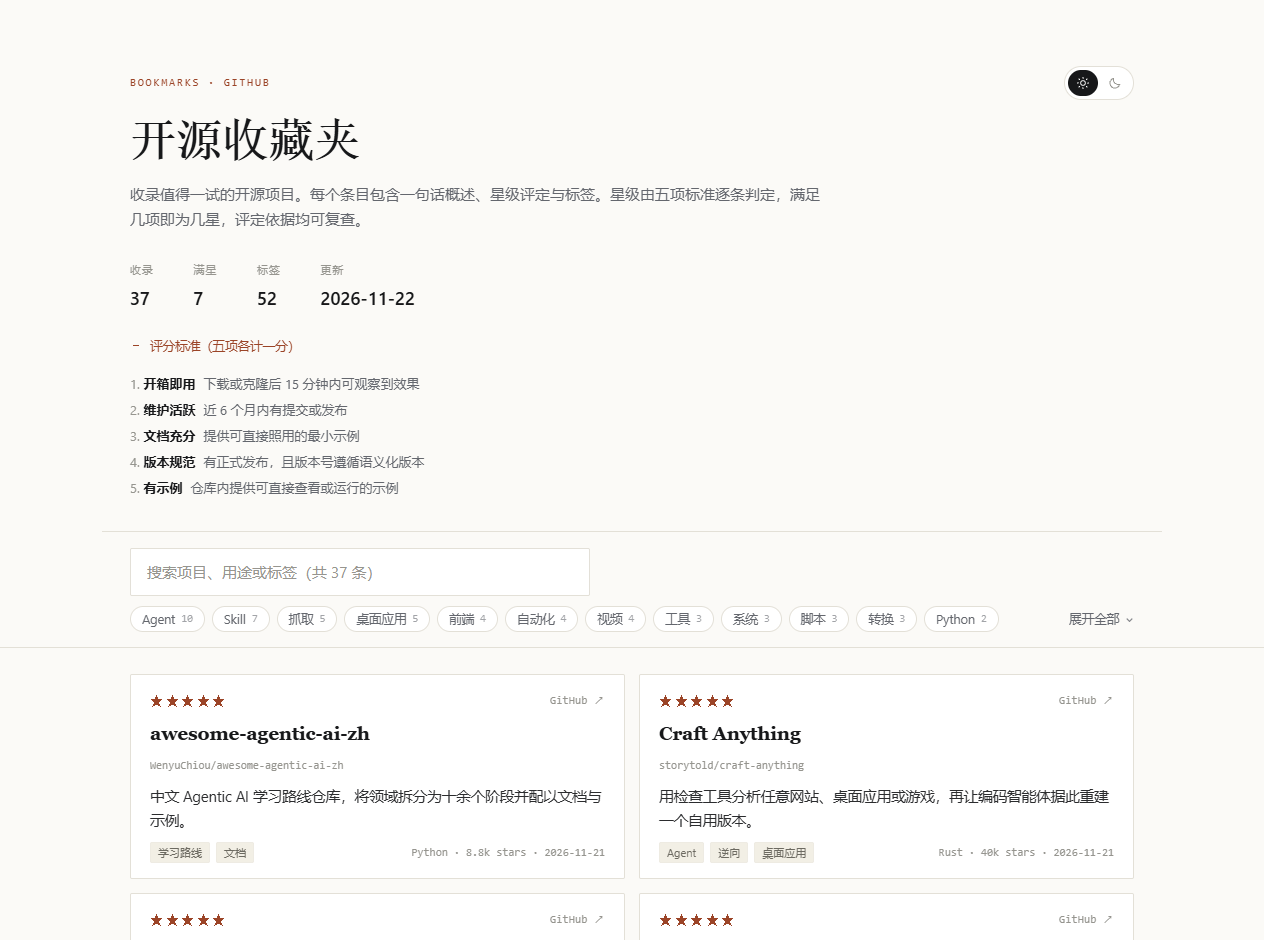 BOOKMARKS · GITHUB
开源收藏夹
收录值得一试的开源项目。每个条目包含一句话概述、星级评定与标签。星级由五项标准逐条判定，满足
几项即为几星，评定依据均可复查。
收录 满星 标签 更新
37 7 52 2026-11-22
− 评分标准（五项各计一分）
1. 开箱即用 下载或克隆后 15 分钟内可观察到效果
2. 维护活跃 近 6 个月内有提交或发布
3. 文档充分 提供可直接照用的最小示例
4. 版本规范 有正式发布，且版本号遵循语义化版本
5. 有示例 仓库内提供可直接查看或运行的示例
搜索项目、用途或标签（共 37 条）
Agent 10 Skill 7 抓取 5 桌面应用 5 前端 4 自动化 4 视频 4 工具 3 系统 3 脚本 3 转换 3 Python 2 展开全部
★★★★★ GitHub ↗
awesome-agentic-ai-zh
WenyuChiou/awesome-agentic-ai-zh
中文 Agentic AI 学习路线仓库，将领域拆分为十余个阶段并配以文档与
示例。
学习路线 文档 Python · 8.8k stars · 2026-11-21
★★★★★ GitHub ↗
Craft Anything
storytold/craft-anything
用检查工具分析任意网站、桌面应用或游戏，再让编码智能体据此重建
一个自用版本。
Agent 逆向 桌面应用 Rust · 40k stars · 2026-11-21
★★★★★ GitHub ↗
★★★★★ GitHub ↗